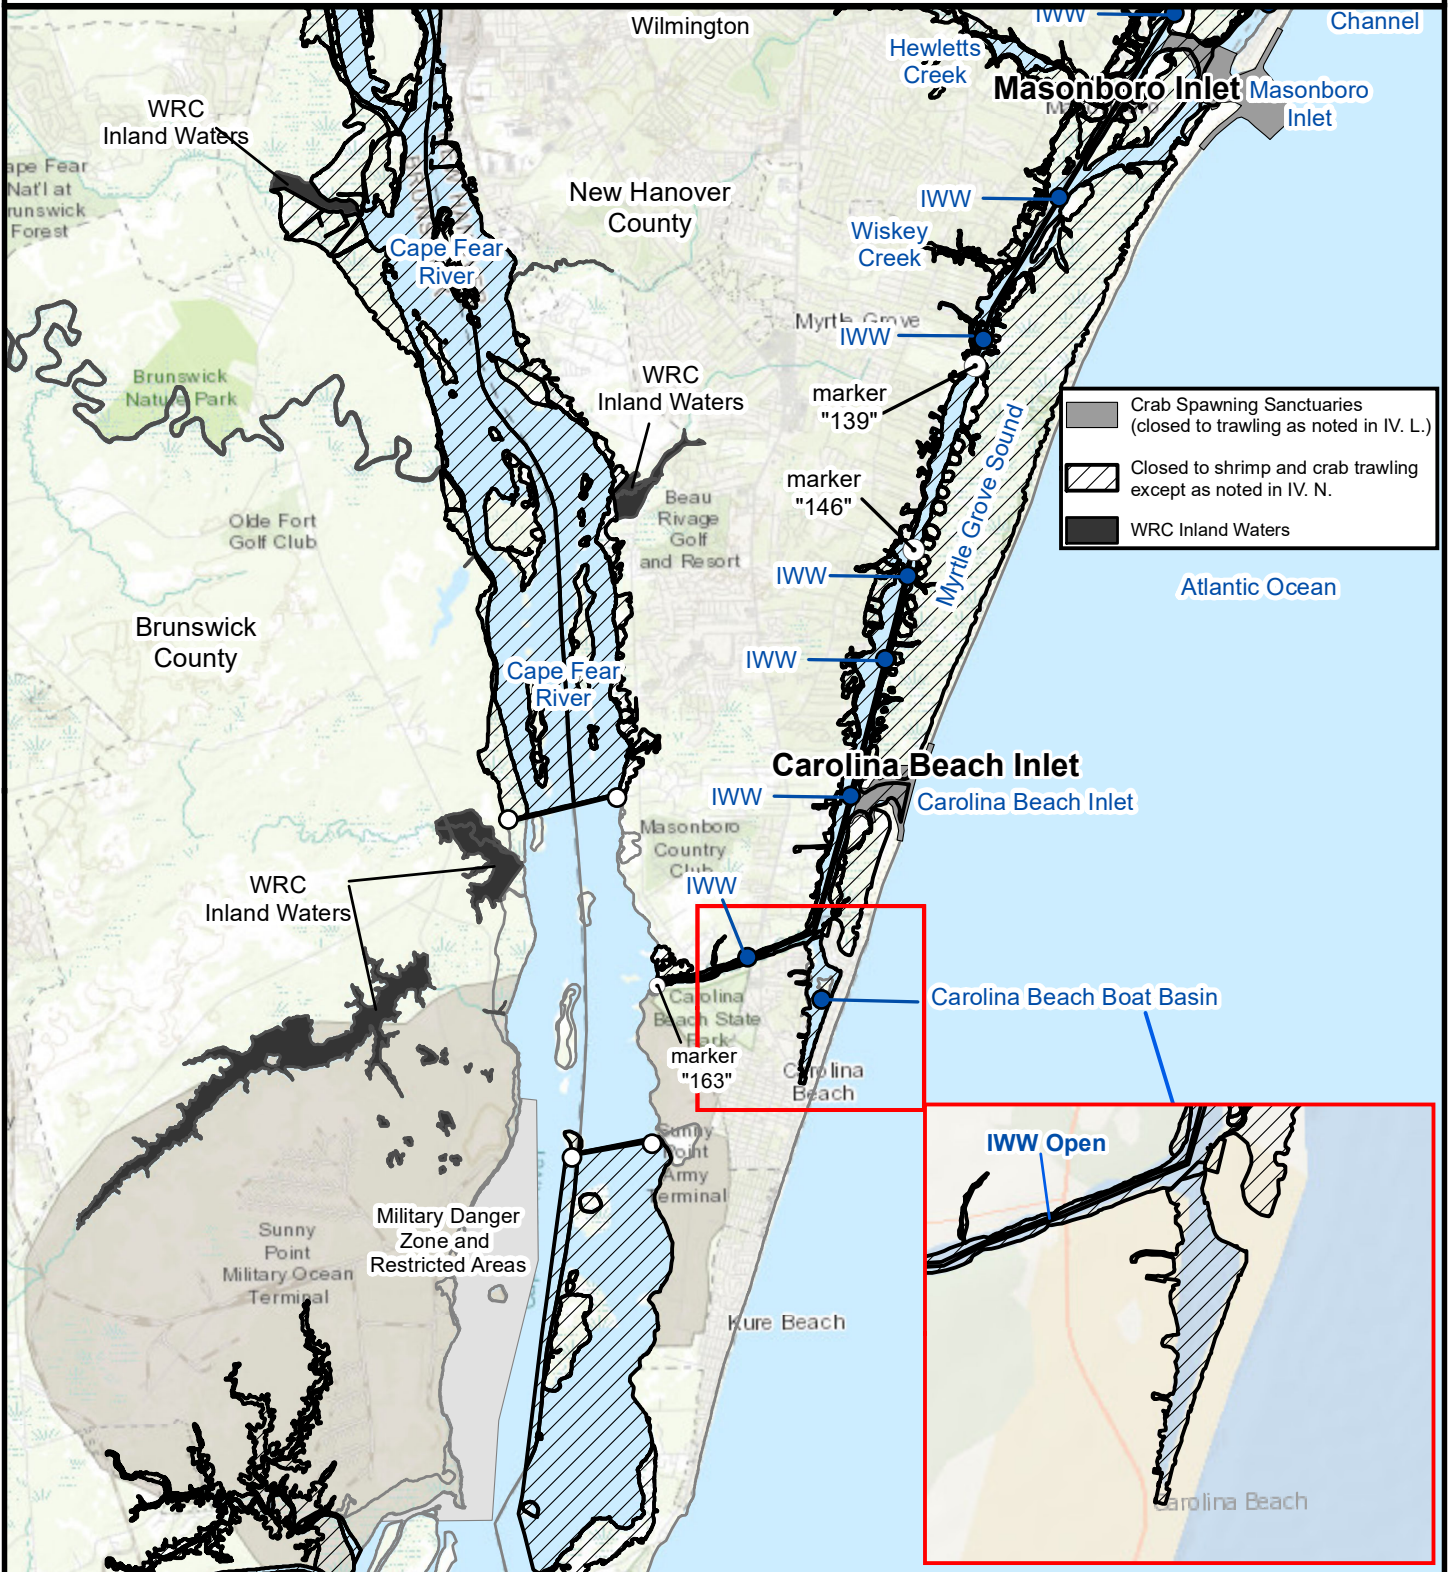 Wilmington
IWW
Channel
Hewletts
Creek
Masonboro Inlet
Masonboro
Inlet
WRC
Inland Waters
ape Fear
Nat'l at
runswick
Forest
New Hanover
County
IWW
Wiskey
Creek
Cape Fear
River
Myrtle Grove
IWW
Brunswick
Nature Park
WRC
Inland Waters
marker
"139"
Crab Spawning Sanctuaries
(closed to trawling as noted in IV. L.)
Closed to shrimp and crab trawling
except as noted in IV. N.
WRC Inland Waters
Myrtle Grove Sound
marker
"146"
Beau
Rivage
Golf
and Resort
Olde Fort
Golf Club
IWW
Atlantic Ocean
Brunswick
County
Cape Fear
River
IWW
Carolina Beach Inlet
IWW
Carolina Beach Inlet
Masonboro
Country
Club
WRC
Inland Waters
IWW
Carolina
Beach State
Park
Carolina Beach Boat Basin
marker
"163"
Carolina
Beach
Sunny
Point
Army
Terminal
IWW Open
Military Danger
Zone and
Restricted Areas
Sunny
Point
Military Ocean
Terminal
Kure Beach
Carolina Beach